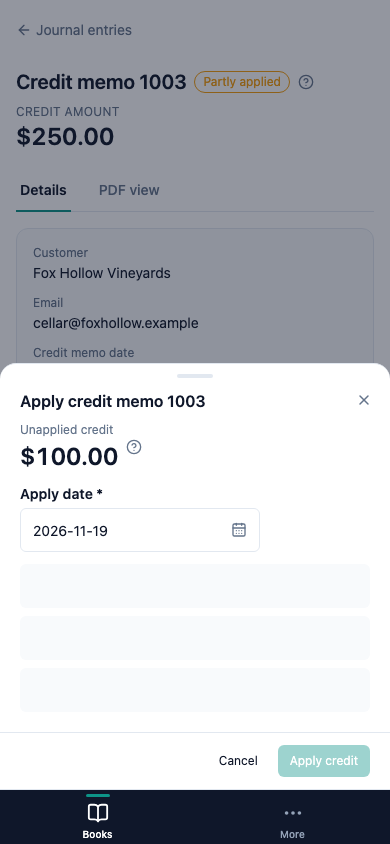 Journal entries
Credit memo 1003 Partly applied
CREDIT AMOUNT
$250.00
Details PDF view
Customer
Fox Hollow Vineyards
Email
cellar@foxhollow.example
Credit memo date
Apply credit memo 1003
Unapplied credit
$100.00
Apply date *
2026-11-19
Cancel Apply credit
Books More